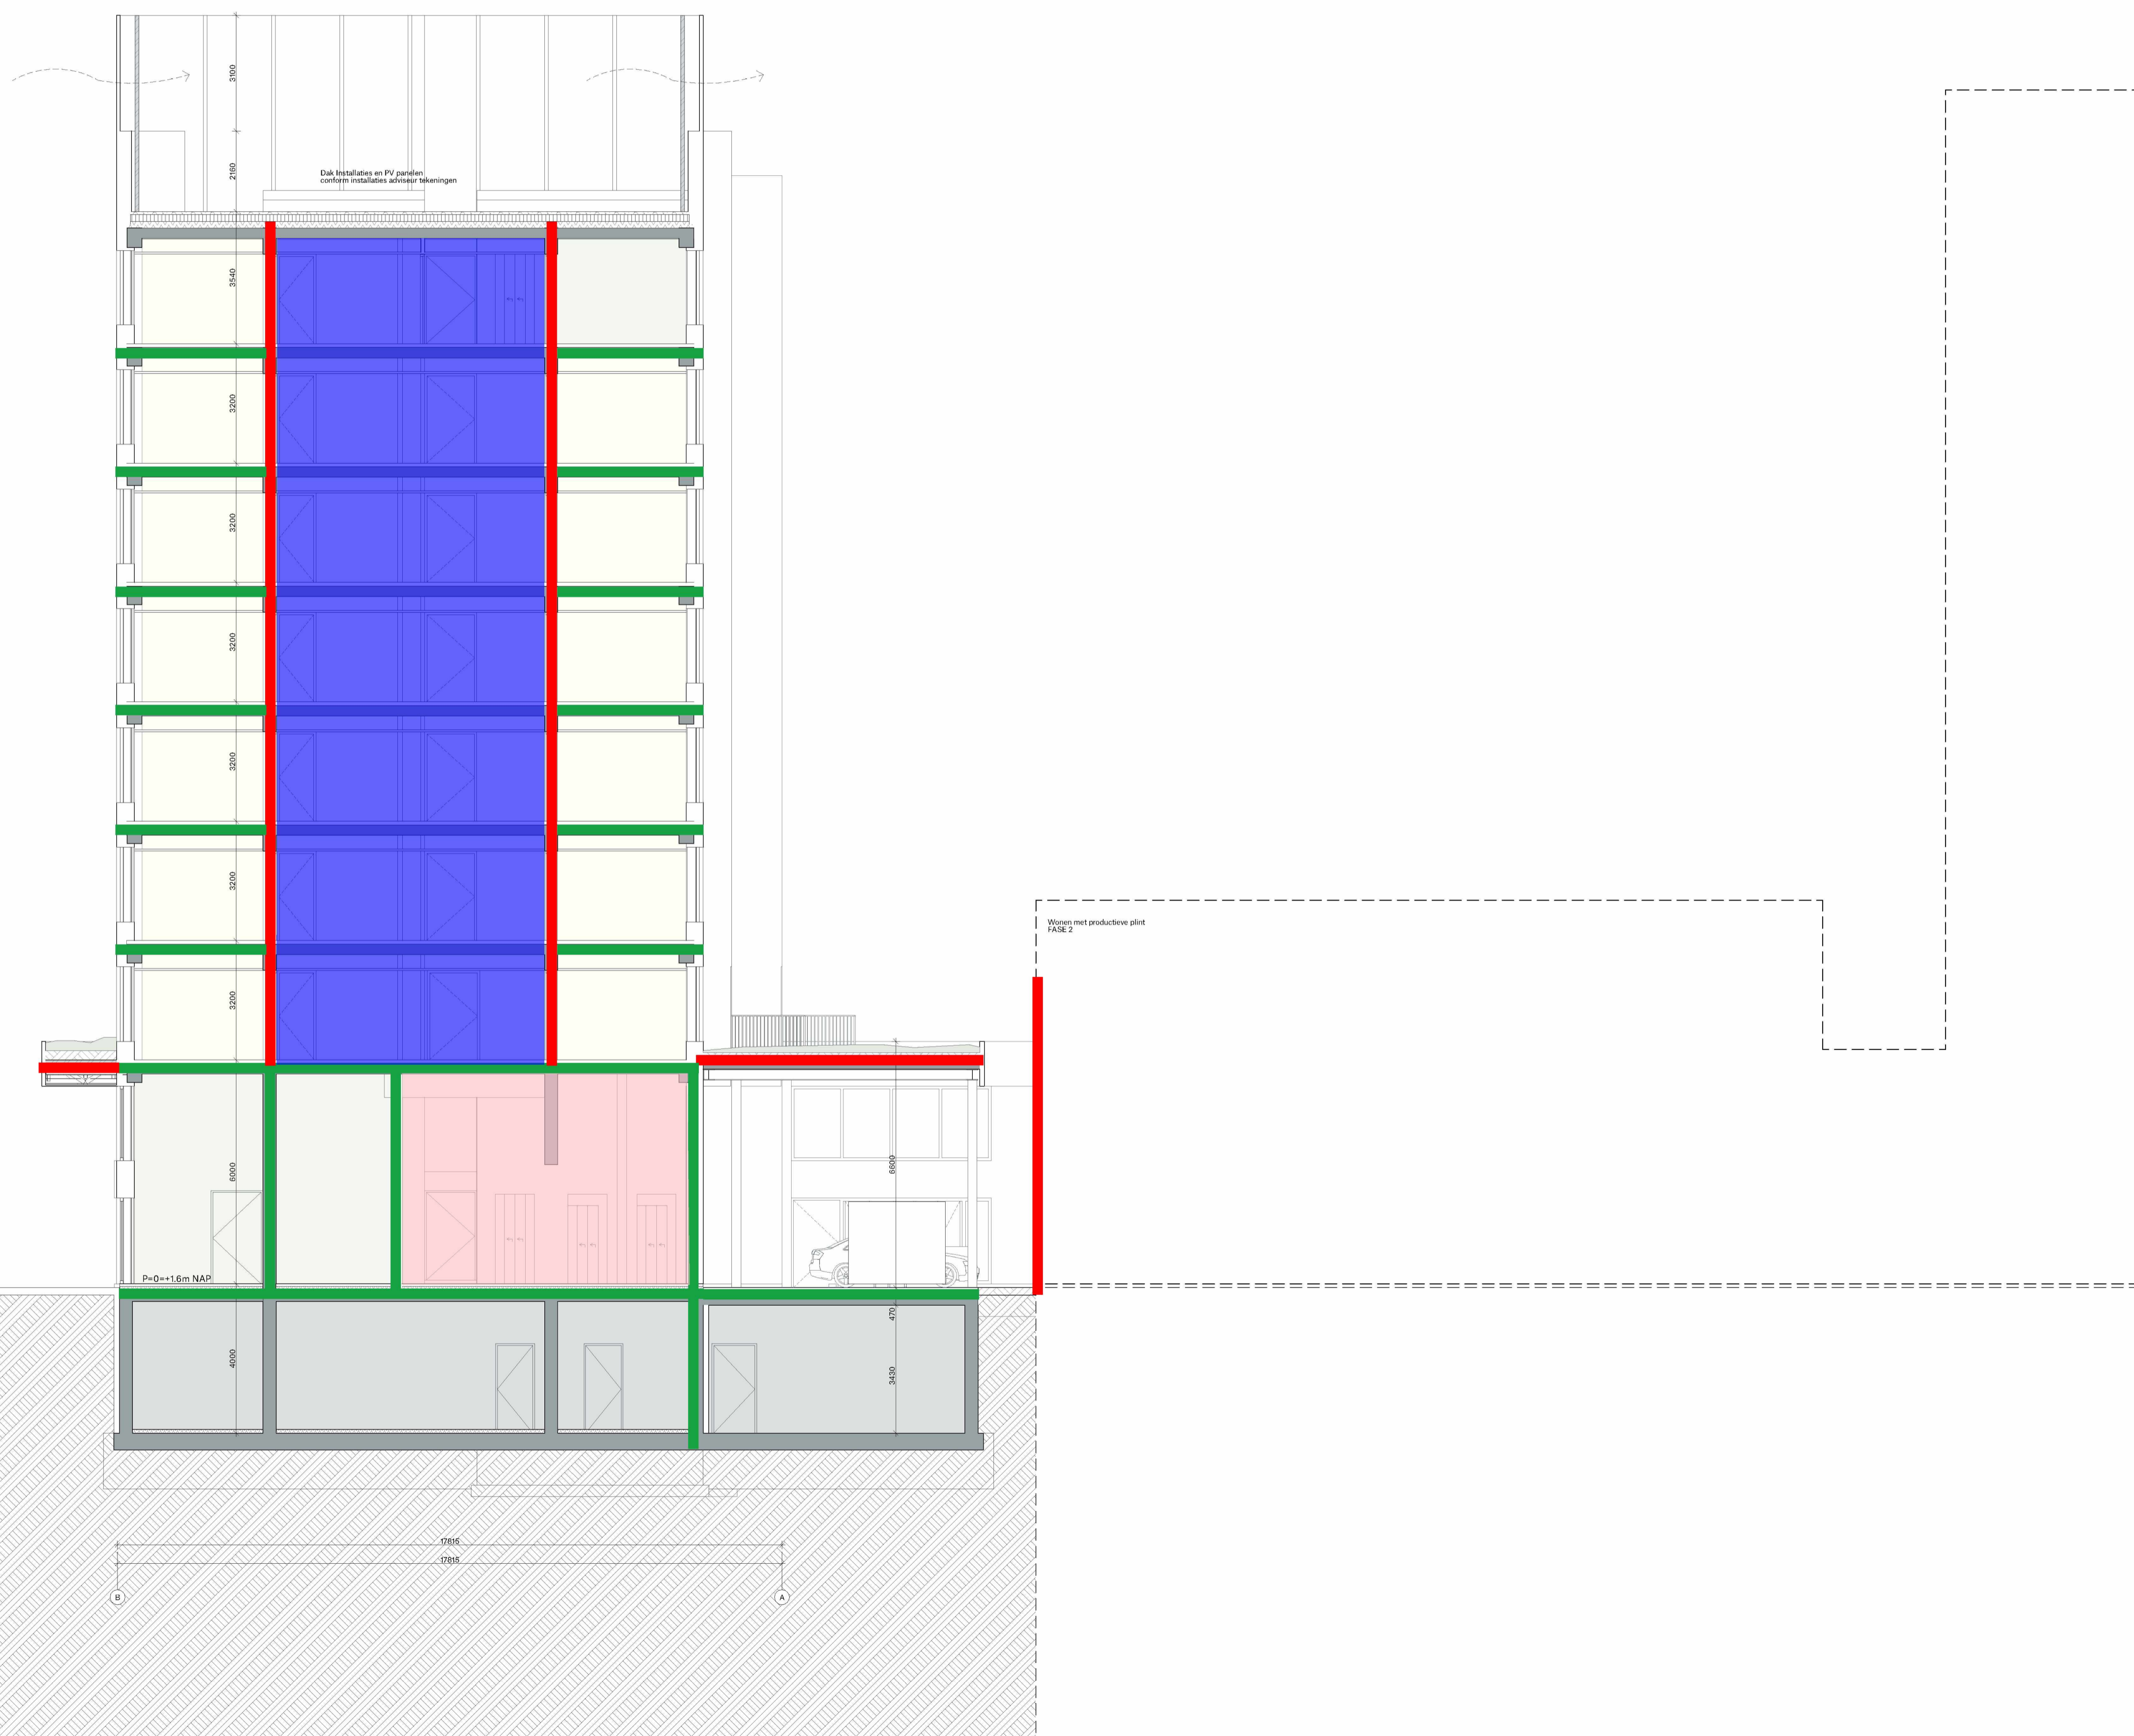 3100
2160
Dak Installaties en PV panelen
conform installaties adviseur tekeningen
3540
3200
3200
3200
3200
3200
3200
Wonen met productieve plint
FASE 2
6000
6600
P=0=+1.6m NAP
470
4000
3430
17815
17815
B
A